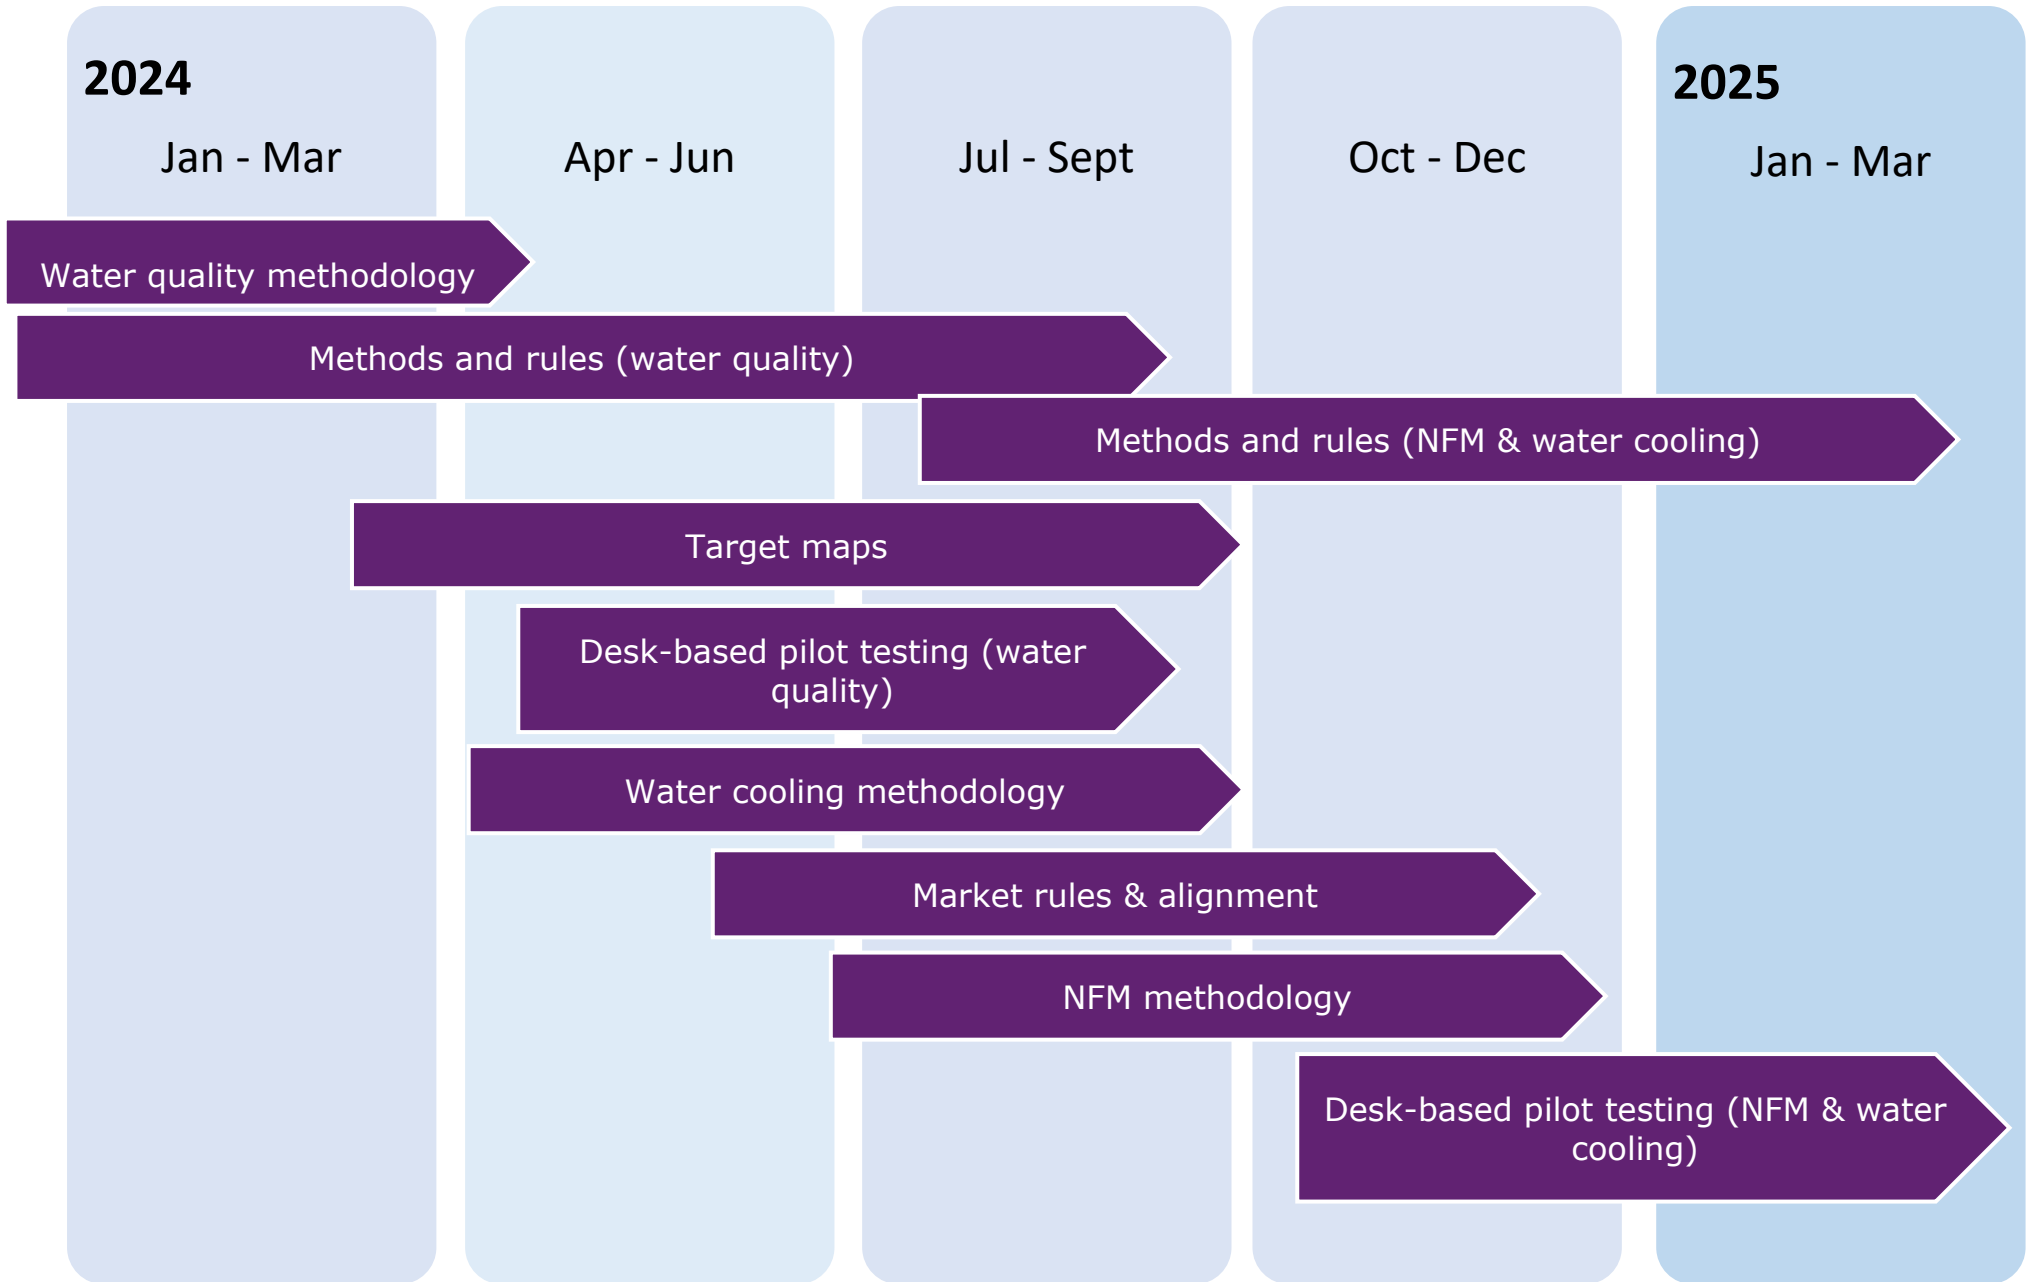 2024
2025
Jan - Mar
Apr - Jun
Jul - Sept
Oct - Dec
Jan - Mar
Water quality methodology
Methods and rules (water quality)
Methods and rules (NFM & water cooling)
Target maps
Desk-based pilot testing (water
quality)
Water cooling methodology
Market rules & alignment
NFM methodology
Desk-based pilot testing (NFM & water
cooling)